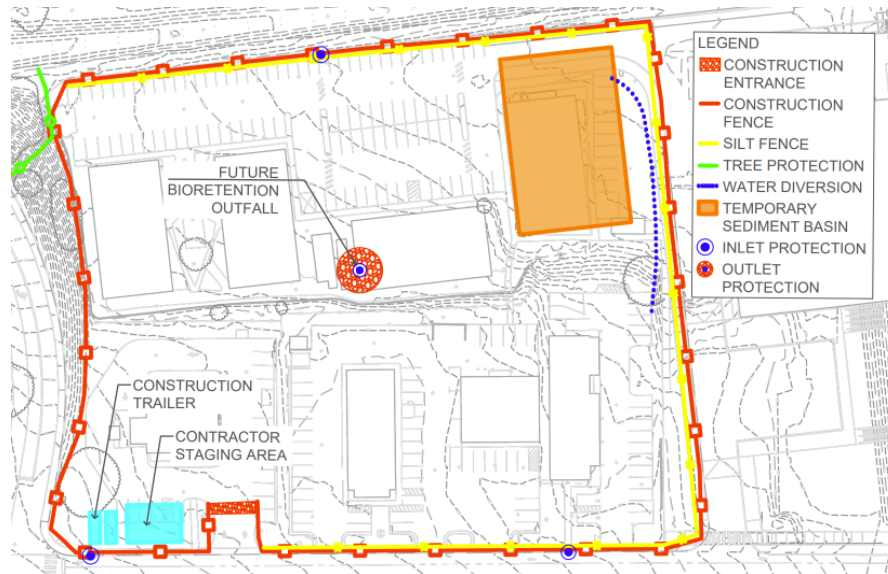 LEGEND
CONSTRUCTION
ENTRANCE
CONSTRUCTION
FENCE
SILT FENCE
TREE PROTECTION
WATER DIVERSION
TEMPORARY
SEDIMENT BASIN
INLET PROTECTION
OUTLET
PROTECTION
FUTURE
BIORETENTION
OUTFALL
CONSTRUCTION
TRAILER
CONTRACTOR
STAGING AREA